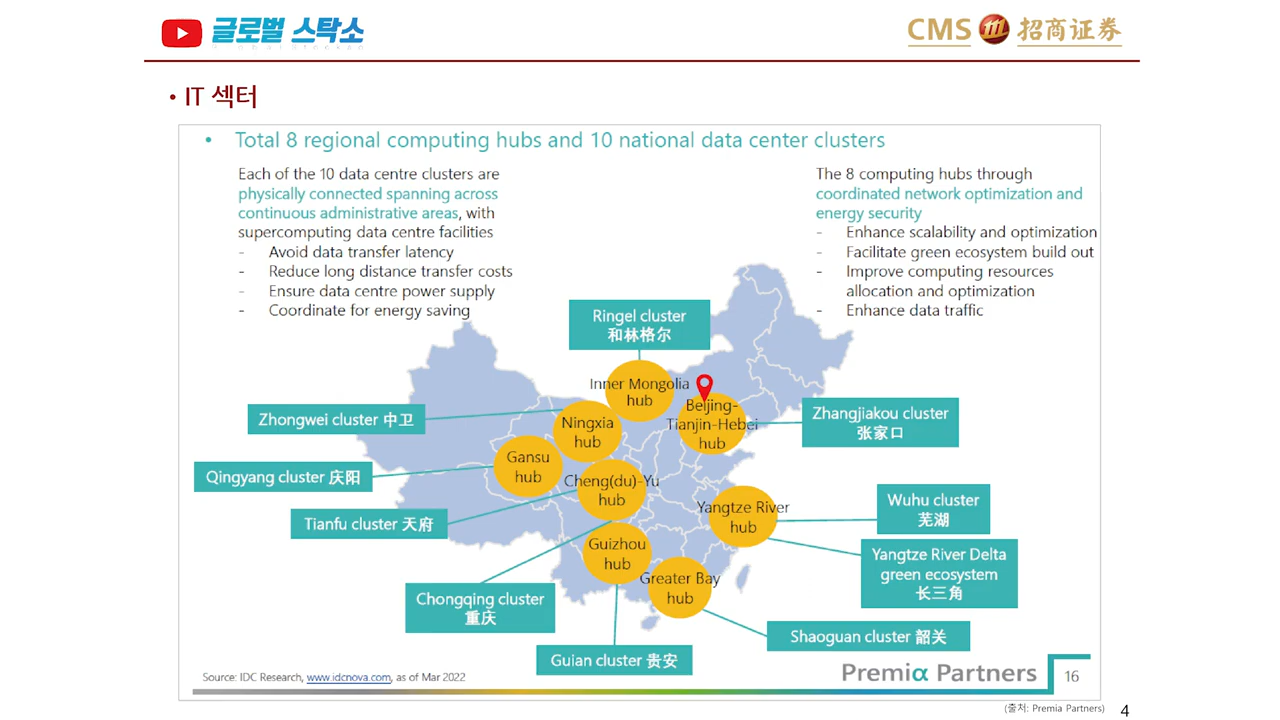 글로벌 스탁소
CMS 招商证券
• IT 섹터
• Total 8 regional computing hubs and 10 national data center clusters
Each of the 10 data centre clusters are
physically connected spanning across
continuous administrative areas, with
supercomputing data centre facilities
- Avoid data transfer latency
- Reduce long distance transfer costs
- Ensure data centre power supply
- Coordinate for energy saving
The 8 computing hubs through
coordinated network optimization and
energy security
- Enhance scalability and optimization
- Facilitate green ecosystem build out
- Improve computing resources
allocation and optimization
- Enhance data traffic
Ringel cluster
和林格尔
Inner Mongolia
hub
Beijing-
Tianjin-Hebei
hub
Zhangjiakou cluster
张家口
Zhongwei cluster 中卫
Ningxia
hub
Gansu
hub
Qingyang cluster 庆阳
Cheng(du)-Yu
hub
Tianfu cluster 天府
Yangtze River
hub
Wuhu cluster
芜湖
Yangtze River Delta
green ecosystem
长三角
Guizhou
hub
Greater Bay
hub
Chongqing cluster
重庆
Shaoguan cluster 韶关
Guian cluster 贵安
Source: IDC Research, www.idcnova.com, as of Mar 2022
Premiα Partners
16
(출처: Premia Partners)
4